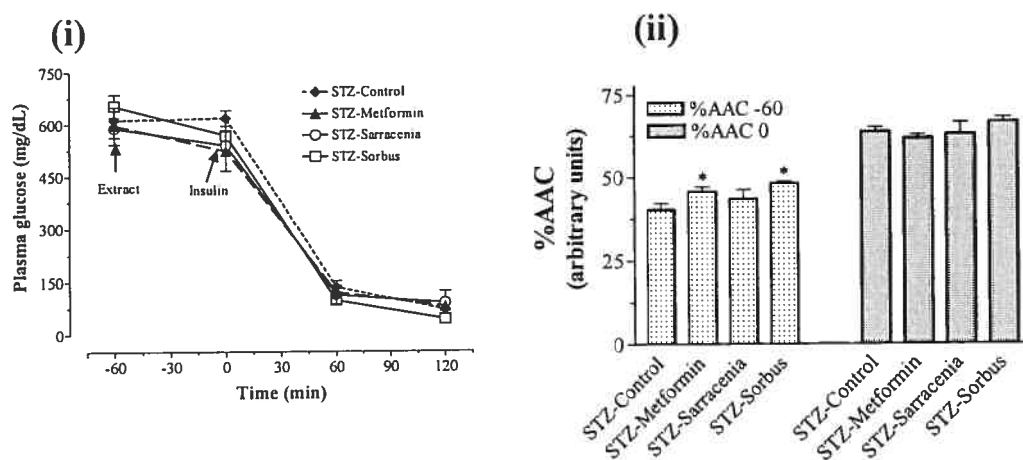 (i)
Plasma glucose (mg/dL)
750
600
450
300
150
0
STZ-Control
STZ-Metformin
STZ-Sarracenia
STZ-Sorbus
Extract
Insulin
-60 -30 0 30 60 90 120
Time (min)
(ii)
%AAC
(arbitrary units)
75
50
25
0
%AAC -60
%AAC 0
* *
STZ-Control
STZ-Metformin
STZ-Sarracenia
STZ-Sorbus
STZ-Control
STZ-Metformin
STZ-Sarracenia
STZ-Sorbus